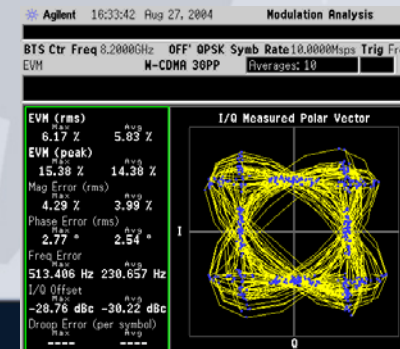 Agilent 16:33:42 Aug 27, 2004 Modulation Analysis
BTS Ctr Freq 8.2000GHz OFF' QPSK Symb Rate 10.0000Msps Trig Fr
EVM W-CDMA 3GPP Averages: 10
EVM (rms)
Max Avg
6.17 % 5.83 %
EVM (peak)
Max Avg
15.38 % 14.38 %
Mag Error (rms)
Max Avg
4.29 % 3.99 %
Phase Error (rms)
Max Avg
2.77 ° 2.54 °
Freq Error
Max Avg
513.406 Hz 230.657 Hz
I/Q Offset
Max Avg
-28.76 dBc -30.22 dBc
Droop Error (per symbol)
Max Avg
---- ----
I/Q Measured Polar Vector
I
Q